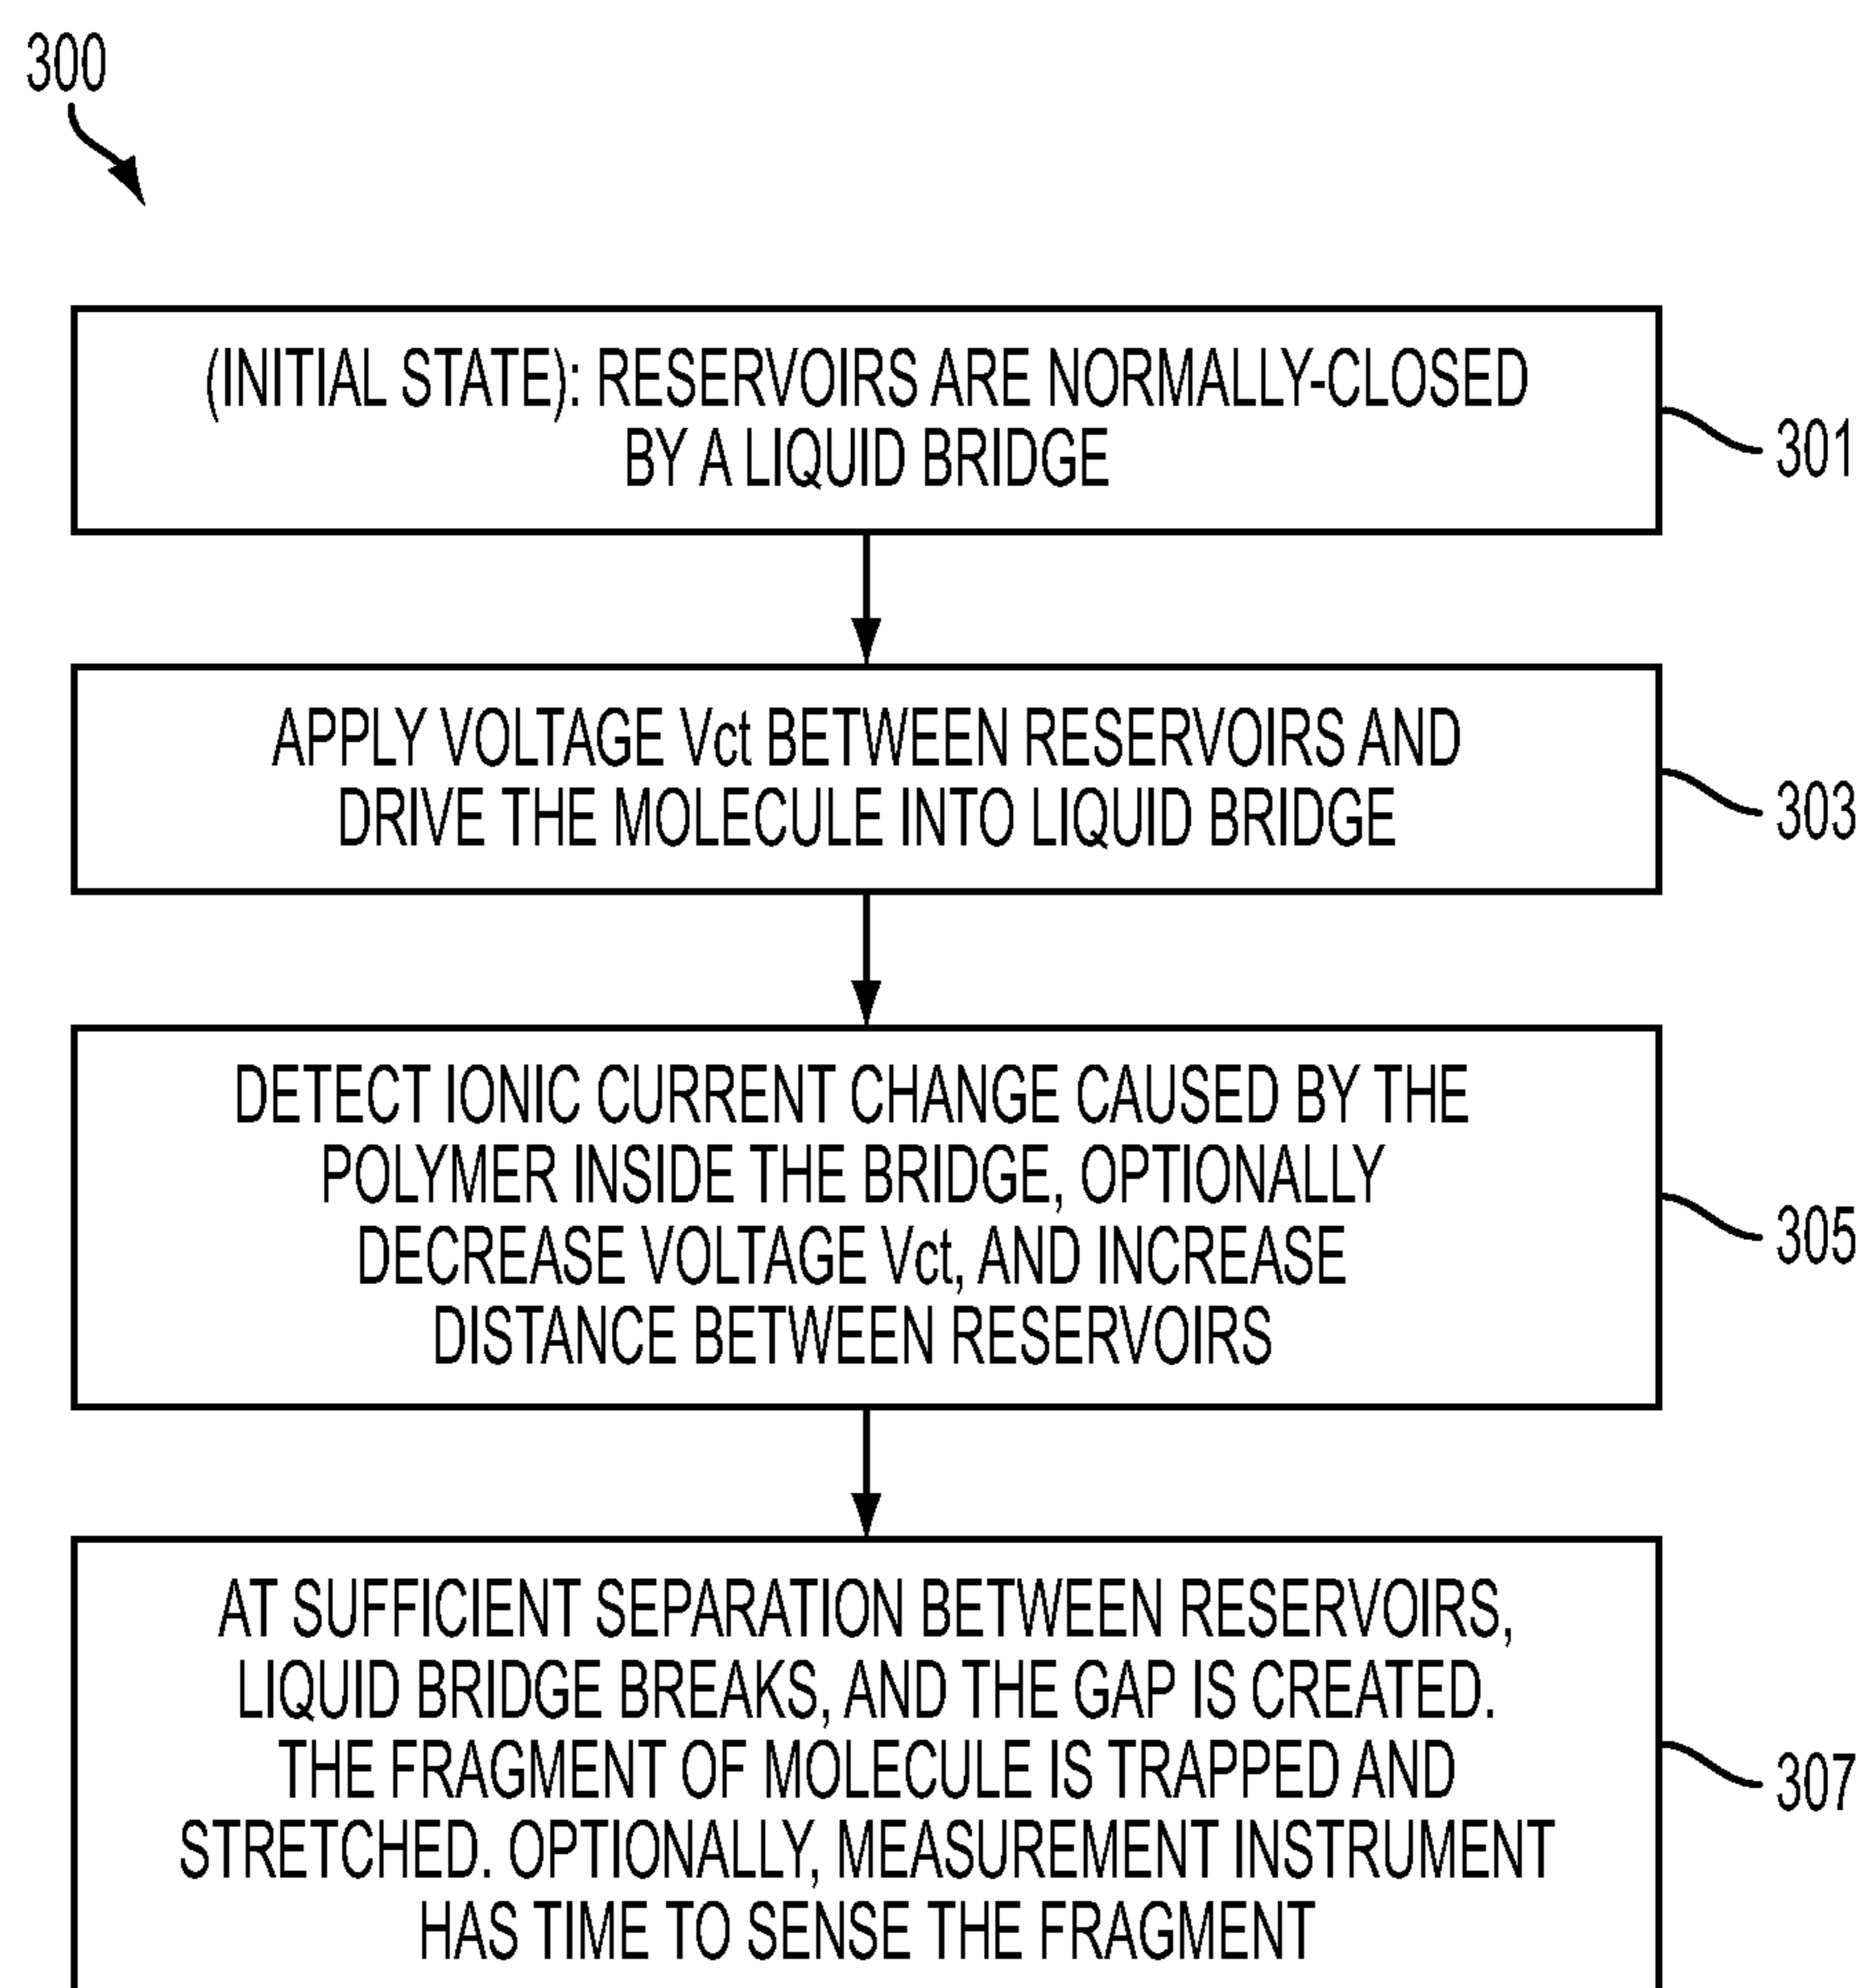 300
(INITIAL STATE): RESERVOIRS ARE NORMALLY-CLOSED
BY A LIQUID BRIDGE
301
APPLY VOLTAGE Vct BETWEEN RESERVOIRS AND
DRIVE THE MOLECULE INTO LIQUID BRIDGE
303
DETECT IONIC CURRENT CHANGE CAUSED BY THE
POLYMER INSIDE THE BRIDGE, OPTIONALLY
DECREASE VOLTAGE Vct, AND INCREASE
DISTANCE BETWEEN RESERVOIRS
305
AT SUFFICIENT SEPARATION BETWEEN RESERVOIRS,
LIQUID BRIDGE BREAKS, AND THE GAP IS CREATED.
THE FRAGMENT OF MOLECULE IS TRAPPED AND
STRETCHED. OPTIONALLY, MEASUREMENT INSTRUMENT
HAS TIME TO SENSE THE FRAGMENT
307